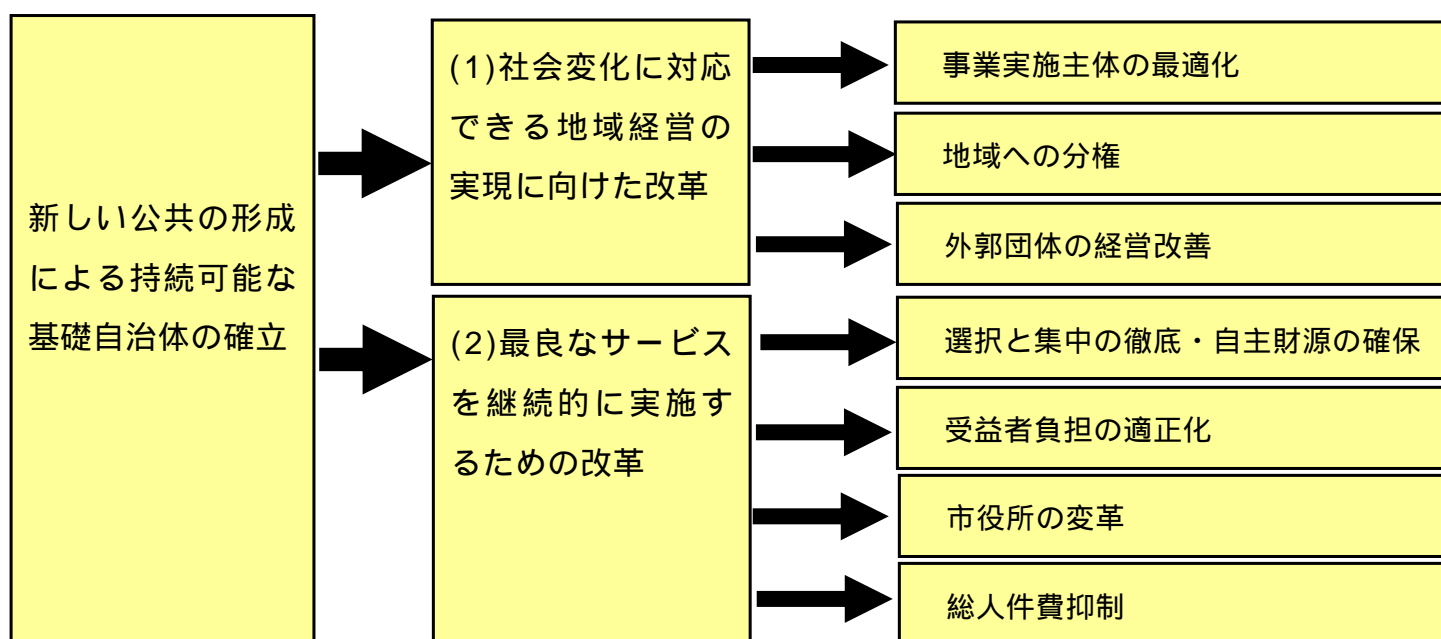 新しい公共の形成
による持続可能な
基礎自治体の確立
(1)社会変化に対応
できる地域経営の
実現に向けた改革
事業実施主体の最適化
地域への分権
外郭団体の経営改善
(2)最良なサービス
を継続的に実施す
るための改革
選択と集中の徹底・自主財源の確保
受益者負担の適正化
市役所の変革
総人件費抑制